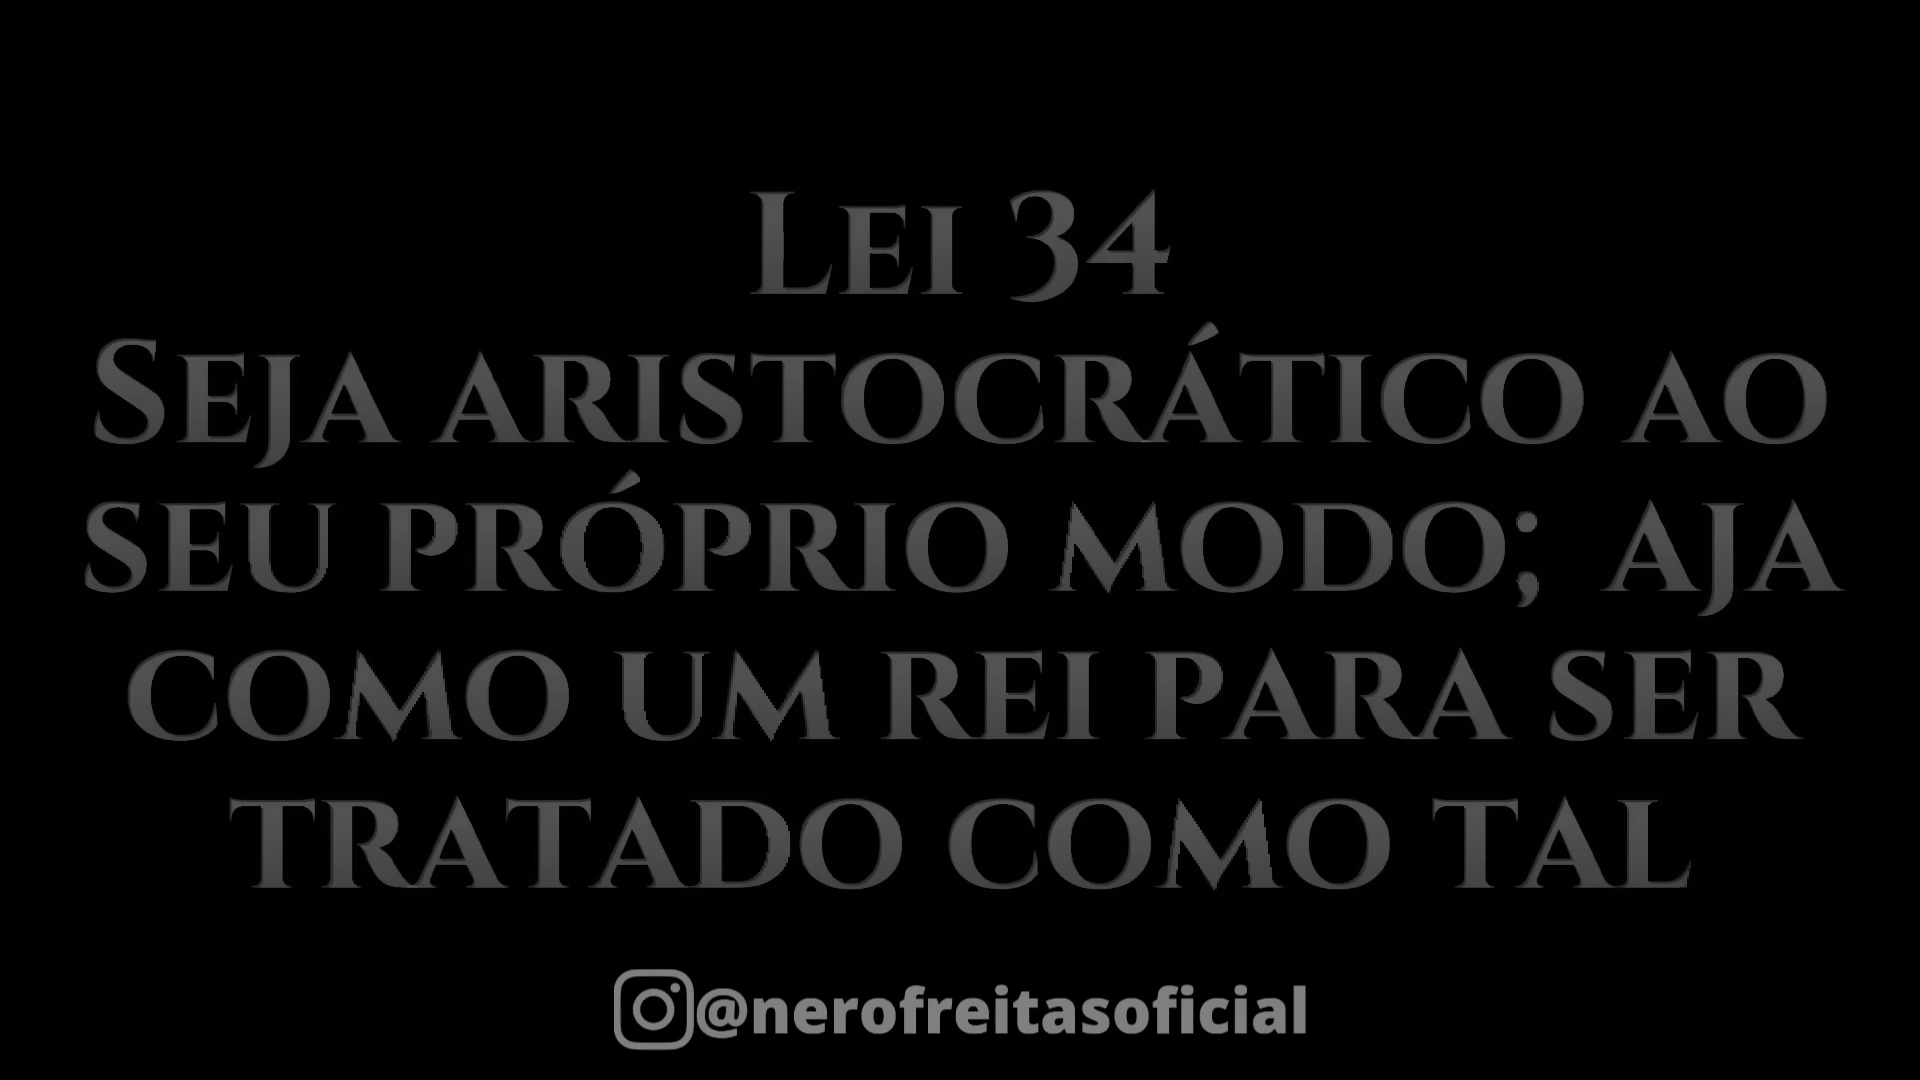 Lei 34
Seja aristocrático ao
seu próprio modo; aja
como um rei para ser
tratado como tal
@nerofreitasoficial